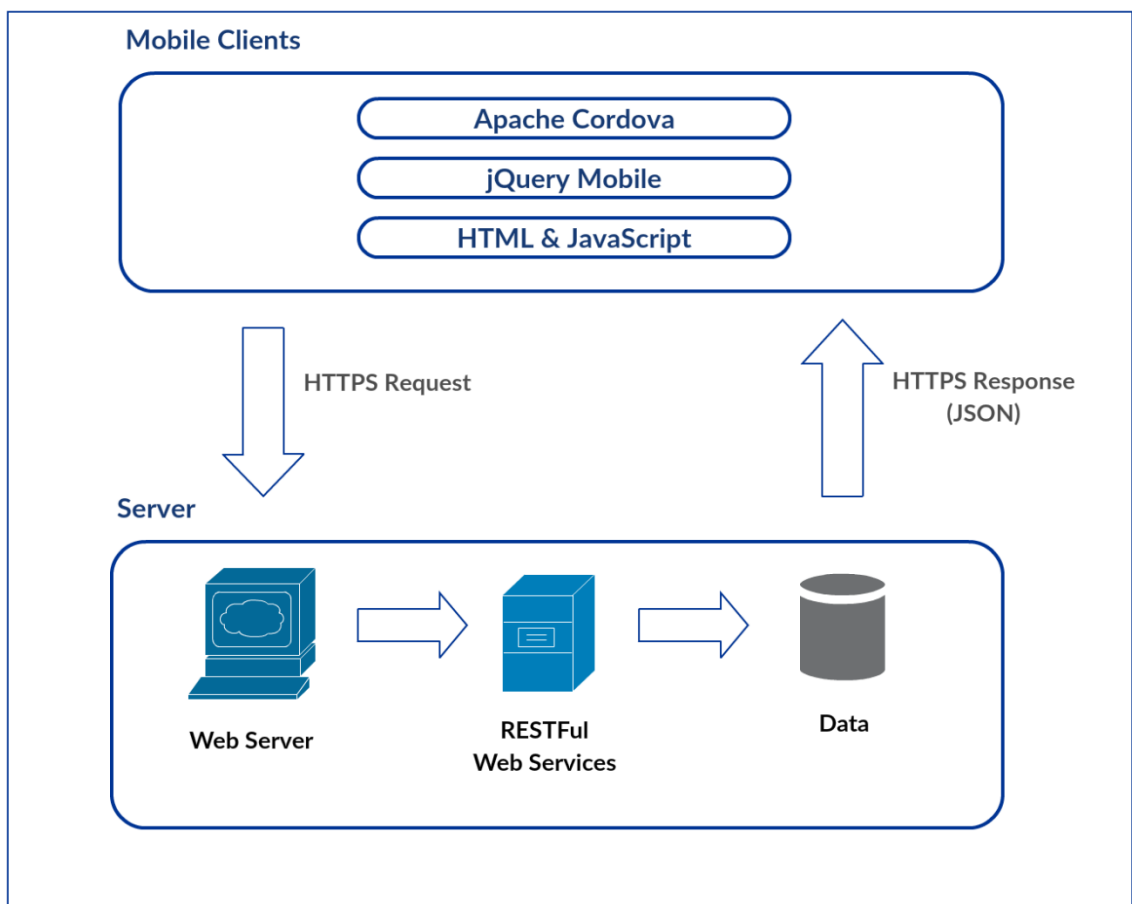 Mobile Clients
Apache Cordova
jQuery Mobile
HTML & JavaScript
HTTPS Request
HTTPS Response
(JSON)
Server
Web Server
RESTFul
Web Services
Data